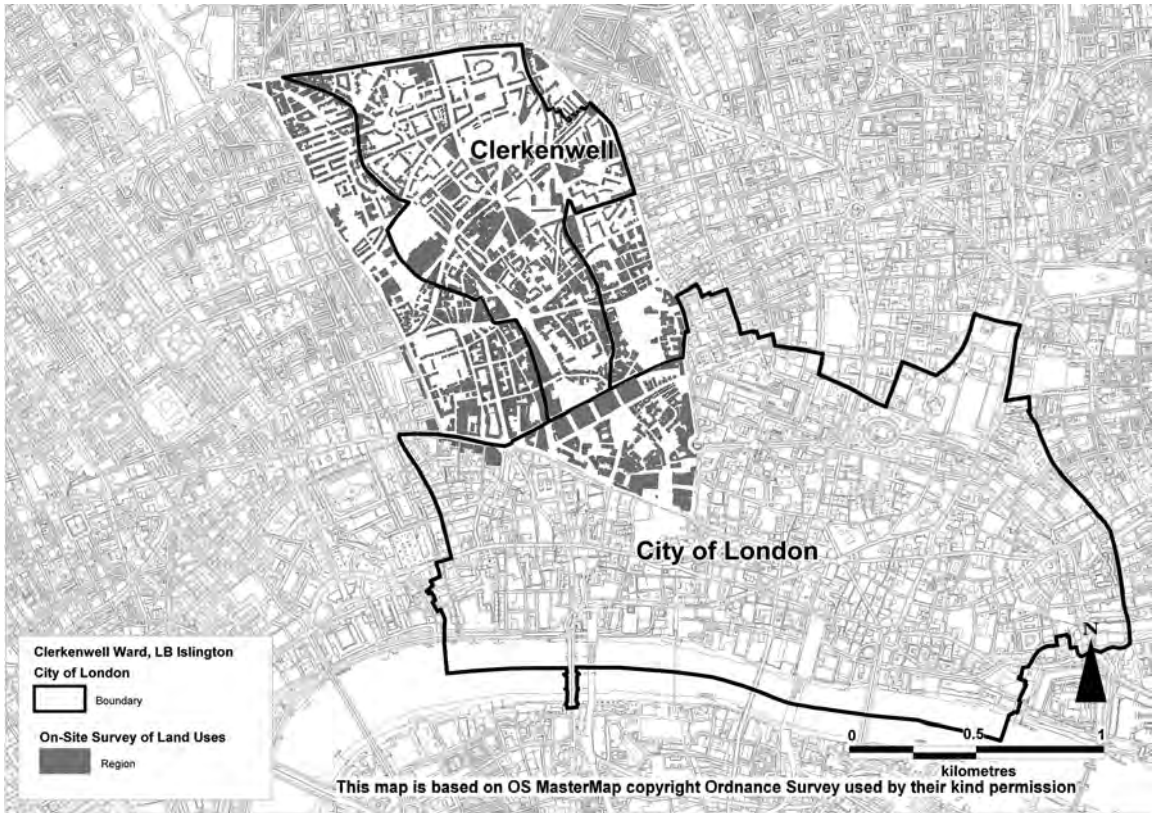 Clerkenwell
City of London
Clerkenwell Ward, LB Islington
City of London
Boundary
On-Site Survey of Land Uses
Region
N
0 0.5 1
kilometres
This map is based on OS MasterMap copyright Ordnance Survey used by their kind permission